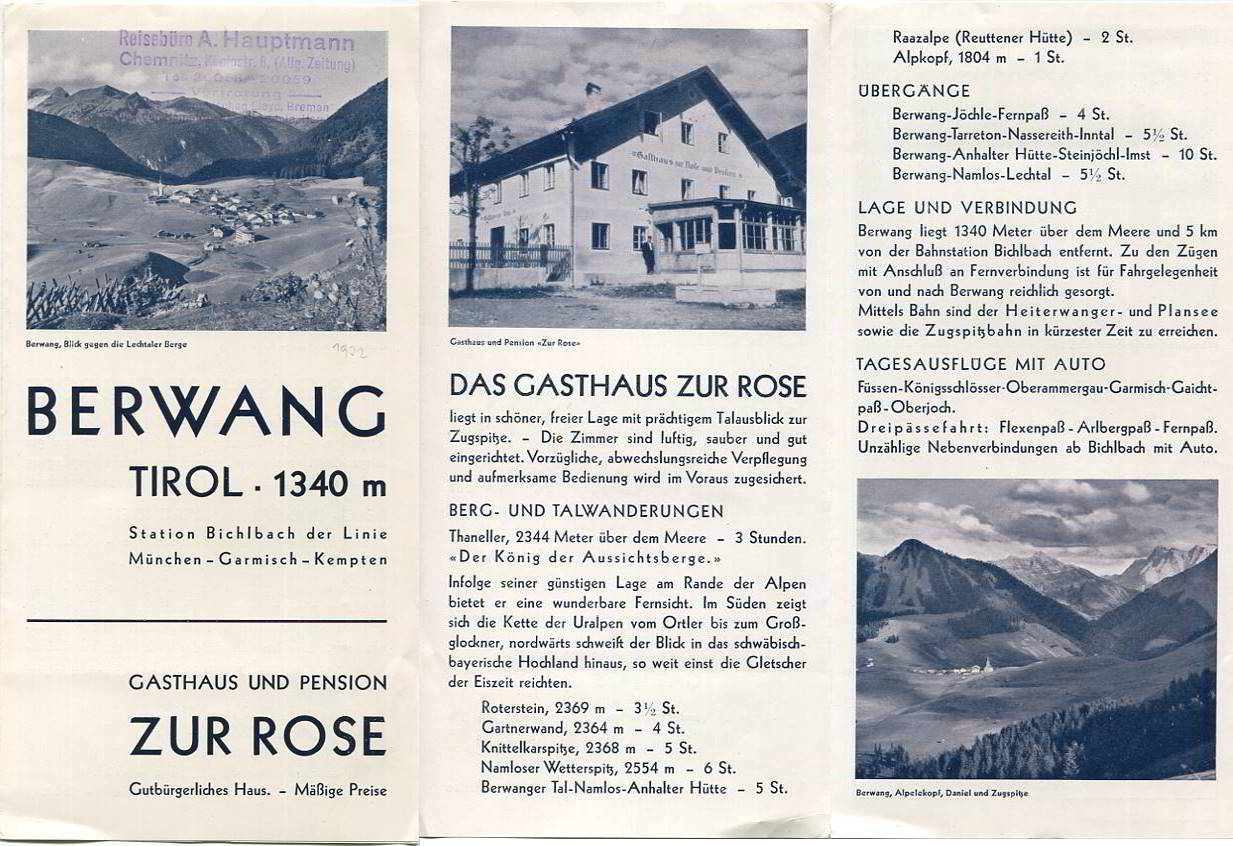 Reisebüro A. Hauptmann
Chemnitz, Königstr. 8, (Allg. Zeitung)
Vertretung
Lloyd, Bremen
Berwang, Blick gegen die Lechtaler Berge
1932
BERWANG
TIROL · 1340 m
Station Bichlbach der Linie
München – Garmisch – Kempten
GASTHAUS UND PENSION
ZUR ROSE
Gutbürgerliches Haus. – Mäßige Preise
«Gasthaus zur Rose und Pension»
Gasthaus und Pension «Zur Rose»
DAS GASTHAUS ZUR ROSE
liegt in schöner, freier Lage mit prächtigem Talausblick zur
Zugspitze. – Die Zimmer sind luftig, sauber und gut
eingerichtet. Vorzügliche, abwechslungsreiche Verpflegung
und aufmerksame Bedienung wird im Voraus zugesichert.
BERG- UND TALWANDERUNGEN
Thaneller, 2344 Meter über dem Meere – 3 Stunden.
«Der König der Aussichtsberge.»
Infolge seiner günstigen Lage am Rande der Alpen
bietet er eine wunderbare Fernsicht. Im Süden zeigt
sich die Kette der Uralpen vom Ortler bis zum Groß-
glockner, nordwärts schweift der Blick in das schwäbisch-
bayerische Hochland hinaus, so weit einst die Gletscher
der Eiszeit reichten.
Roterstein, 2369 m – 3½ St.
Gartnerwand, 2364 m – 4 St.
Knittelkarspitze, 2368 m – 5 St.
Namloser Wetterspitz, 2554 m – 6 St.
Berwanger Tal-Namlos-Anhalter Hütte – 5 St.
Raazalpe (Reuttener Hütte) – 2 St.
Alpkopf, 1804 m – 1 St.
ÜBERGÄNGE
Berwang-Jöchle-Fernpaß – 4 St.
Berwang-Tarreton-Nassereith-Inntal – 5½ St.
Berwang-Anhalter Hütte-Steinjöchl-Imst – 10 St.
Berwang-Namlos-Lechtal – 5½ St.
LAGE UND VERBINDUNG
Berwang liegt 1340 Meter über dem Meere und 5 km
von der Bahnstation Bichlbach entfernt. Zu den Zügen
mit Anschluß an Fernverbindung ist für Fahrgelegenheit
von und nach Berwang reichlich gesorgt.
Mittels Bahn sind der Heiterwanger- und Plansee
sowie die Zugspitzbahn in kürzester Zeit zu erreichen.
TAGESAUSFLÜGE MIT AUTO
Füssen-Königsschlösser-Oberammergau-Garmisch-Gaicht-
paß-Oberjoch.
Dreipässefahrt: Flexenpaß - Arlbergpaß - Fernpaß.
Unzählige Nebenverbindungen ab Bichlbach mit Auto.
Berwang, Alpelekopf, Daniel und Zugspitze